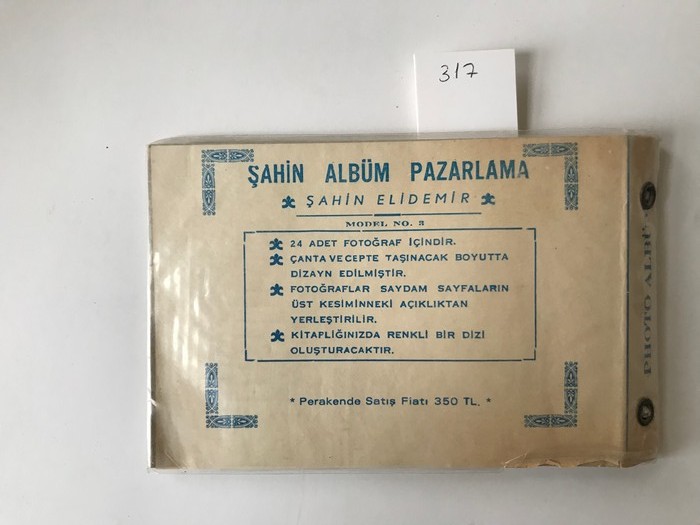 317
ŞAHİN ALBÜM PAZARLAMA
ŞAHİN ELİDEMİR
MODEL NO. 3
24 ADET FOTOĞRAF İÇİNDİR.
ÇANTA VE CEPTE TAŞINACAK BOYUTTA
DİZAYN EDİLMİŞTİR.
FOTOĞRAFLAR SAYDAM SAYFALARIN
ÜST KESİMİNNEKİ AÇIKLIKTAN
YERLEŞTİRİLİR.
KİTAFLIĞINIZDA RENKLİ BİR DİZİ
OLUŞTURACAKTIR.
* Perakende Satış Fiatı 350 TL. *
PHOTO